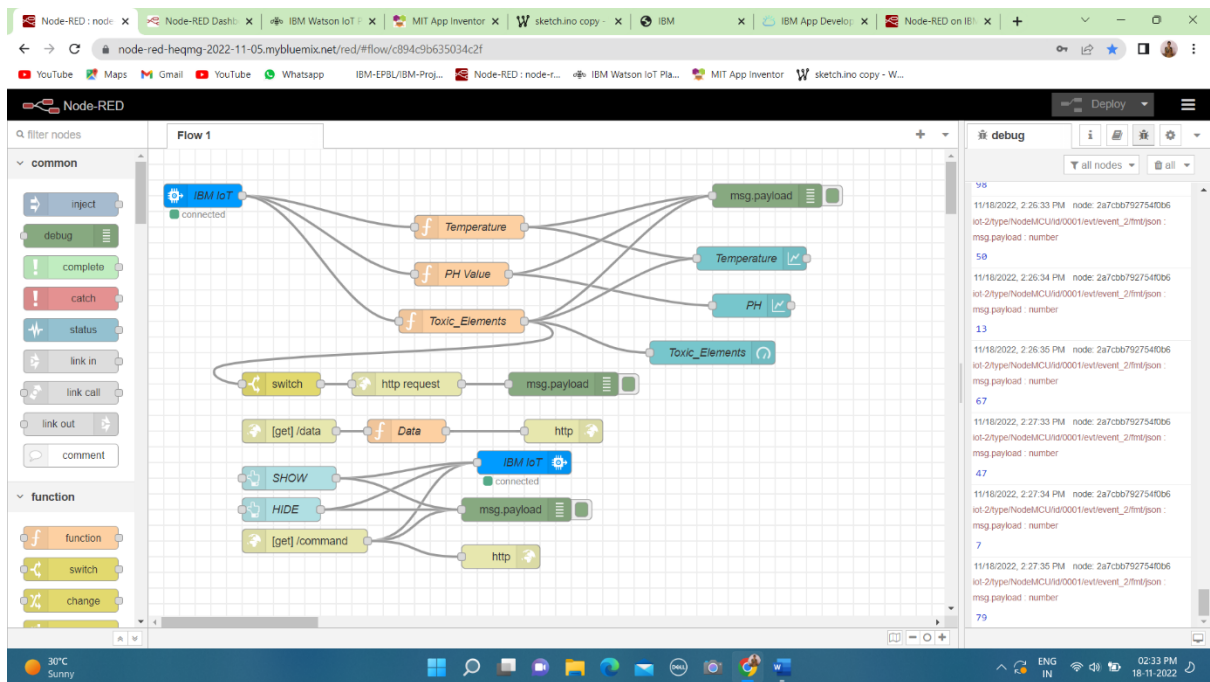 Node-RED : node
Node-RED Dashb
IBM Watson IoT P
MIT App Inventor
sketch.ino copy -
IBM
IBM App Develop
Node-RED on IBM
node-red-heqmg-2022-11-05.mybluemix.net/red/#flow/c894c9b635034c2f
YouTube
Maps
Gmail
YouTube
Whatsapp
IBM-EPBL/IBM-Proj...
Node-RED : node-r...
IBM Watson IoT Pla...
MIT App Inventor
sketch.ino copy - W...
Node-RED
Deploy
filter nodes
common
inject
debug
complete
catch
status
link in
link call
link out
comment
function
function
switch
change
Flow 1
IBM IoT
connected
msg.payload
Temperature
Temperature
PH Value
PH
Toxic_Elements
Toxic_Elements
switch
http request
msg.payload
[get] /data
Data
http
IBM IoT
connected
SHOW
HIDE
msg.payload
[get] /command
http
debug
all nodes
all
98
11/18/2022, 2:26:33 PM node: 2a7cbb792754f0b6
iot-2/type/NodeMCU/id/0001/evt/event_2/fmt/json :
msg.payload : number
50
11/18/2022, 2:26:34 PM node: 2a7cbb792754f0b6
iot-2/type/NodeMCU/id/0001/evt/event_2/fmt/json :
msg.payload : number
13
11/18/2022, 2:26:35 PM node: 2a7cbb792754f0b6
iot-2/type/NodeMCU/id/0001/evt/event_2/fmt/json :
msg.payload : number
67
11/18/2022, 2:27:33 PM node: 2a7cbb792754f0b6
iot-2/type/NodeMCU/id/0001/evt/event_2/fmt/json :
msg.payload : number
47
11/18/2022, 2:27:34 PM node: 2a7cbb792754f0b6
iot-2/type/NodeMCU/id/0001/evt/event_2/fmt/json :
msg.payload : number
7
11/18/2022, 2:27:35 PM node: 2a7cbb792754f0b6
iot-2/type/NodeMCU/id/0001/evt/event_2/fmt/json :
msg.payload : number
79
30°C
Sunny
DELL
ENG
IN
02:33 PM
18-11-2022